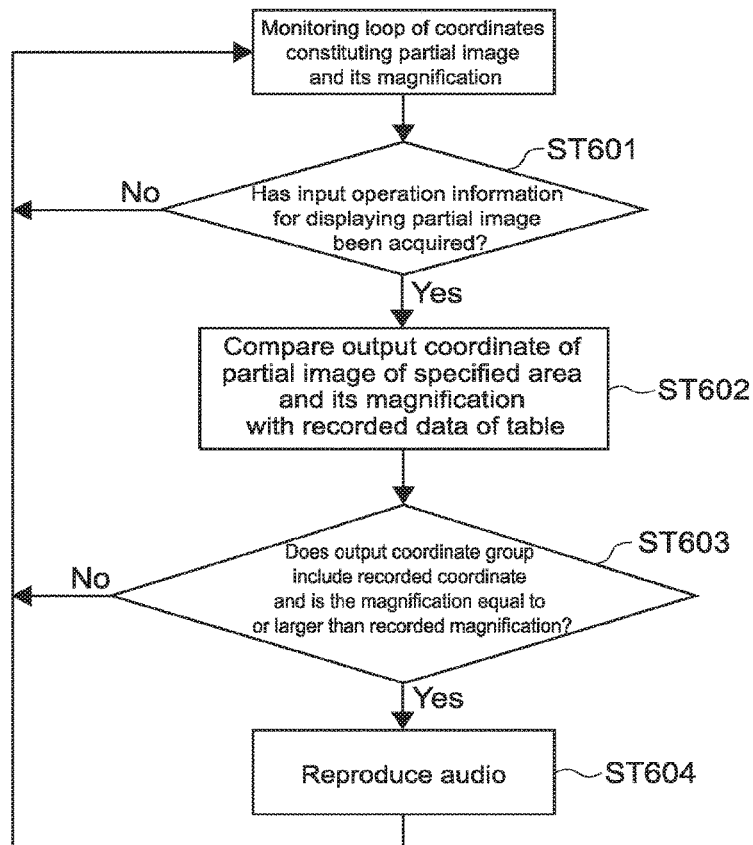 Monitoring loop of coordinates
constituting partial image
and its magnification
ST601
No
Has input operation information
for displaying partial image
been acquired?
Yes
Compare output coordinate of
partial image of specified area
and its magnification
with recorded data of table
ST602
ST603
No
Does output coordinate group
include recorded coordinate
and is the magnification equal to
or larger than recorded magnification?
Yes
Reproduce audio
ST604